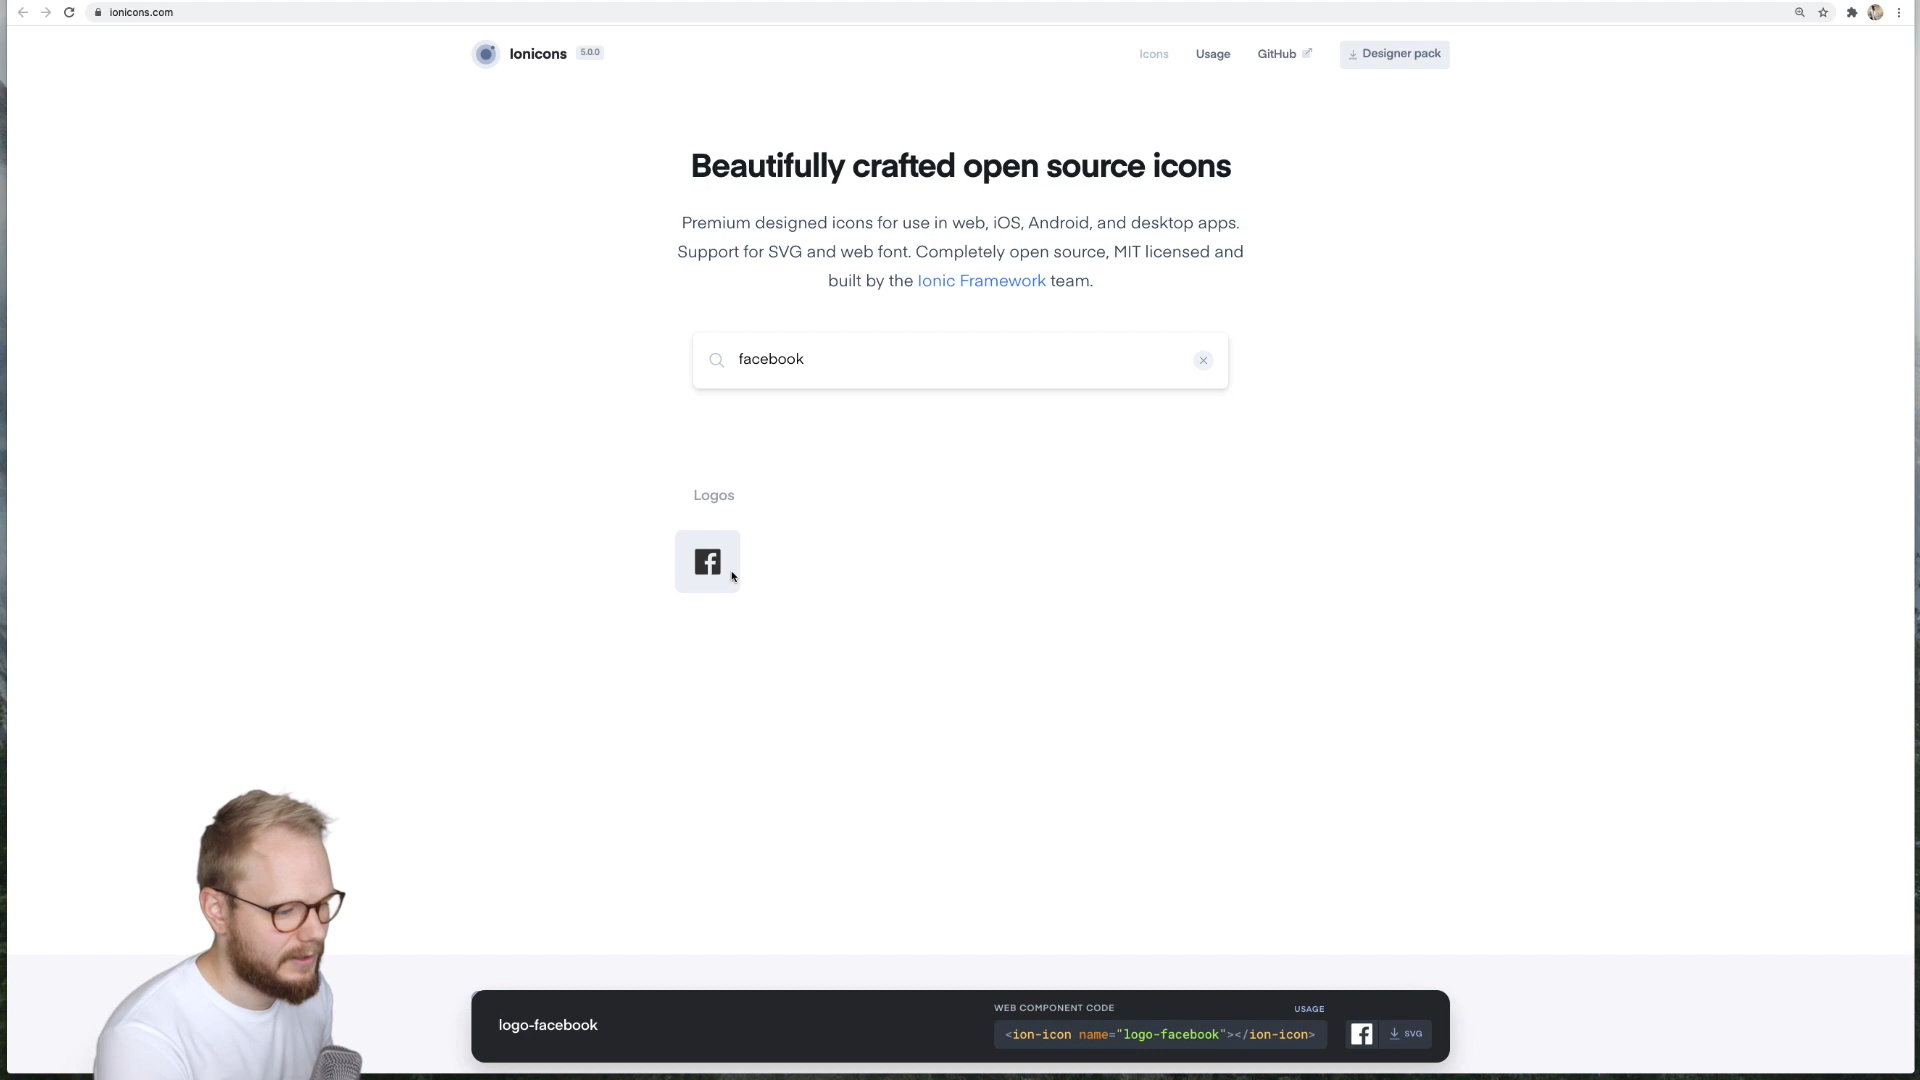 ionicons.com
Ionicons 5.0.0
Icons Usage GitHub Designer pack
Beautifully crafted open source icons
Premium designed icons for use in web, iOS, Android, and desktop apps.
Support for SVG and web font. Completely open source, MIT licensed and
built by the Ionic Framework team.
facebook
Logos
logo-facebook
WEB COMPONENT CODE USAGE
<ion-icon name="logo-facebook"></ion-icon>
SVG